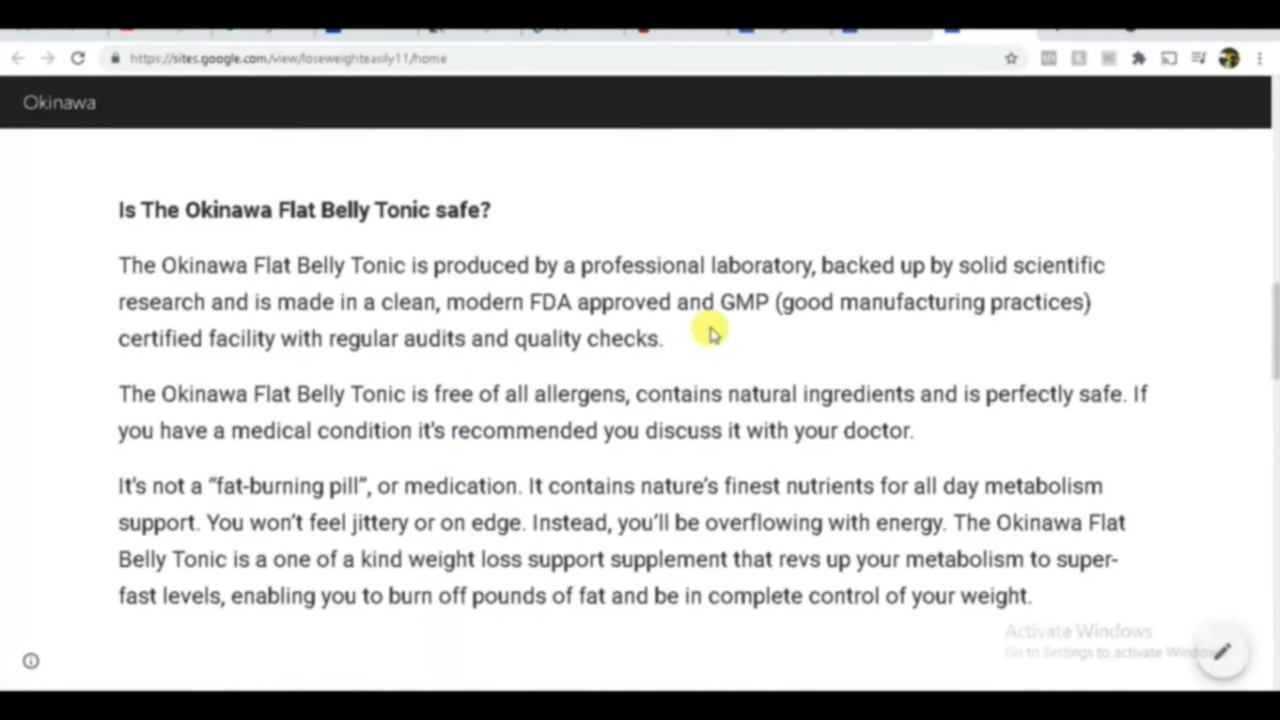 https://sites.google.com/view/loseweighteasily11/home
Okinawa
Is The Okinawa Flat Belly Tonic safe?
The Okinawa Flat Belly Tonic is produced by a professional laboratory, backed up by solid scientific
research and is made in a clean, modern FDA approved and GMP (good manufacturing practices)
certified facility with regular audits and quality checks.
The Okinawa Flat Belly Tonic is free of all allergens, contains natural ingredients and is perfectly safe. If
you have a medical condition it's recommended you discuss it with your doctor.
It's not a “fat-burning pill”, or medication. It contains nature’s finest nutrients for all day metabolism
support. You won’t feel jittery or on edge. Instead, you’ll be overflowing with energy. The Okinawa Flat
Belly Tonic is a one of a kind weight loss support supplement that revs up your metabolism to super-
fast levels, enabling you to burn off pounds of fat and be in complete control of your weight.
Activate Windows
Go to Settings to activate